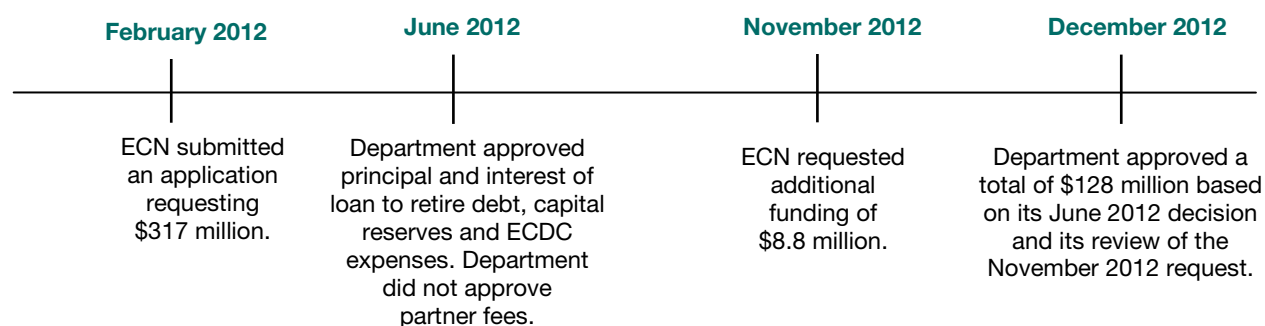 February 2012
June 2012
November 2012
December 2012
ECN submitted
an application
requesting
$317 million.
Department approved
principal and interest of
loan to retire debt, capital
reserves and ECDC
expenses. Department
did not approve
partner fees.
ECN requested
additional
funding of
$8.8 million.
Department approved a
total of $128 million based
on its June 2012 decision
and its review of the
November 2012 request.